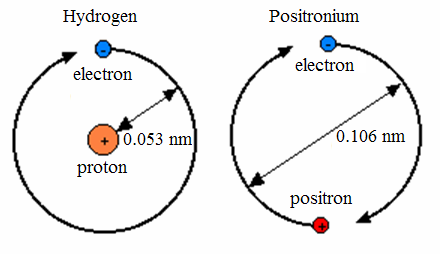 Hydrogen
-
electron
0.053 nm
+
proton
Positronium
-
electron
0.106 nm
positron
+